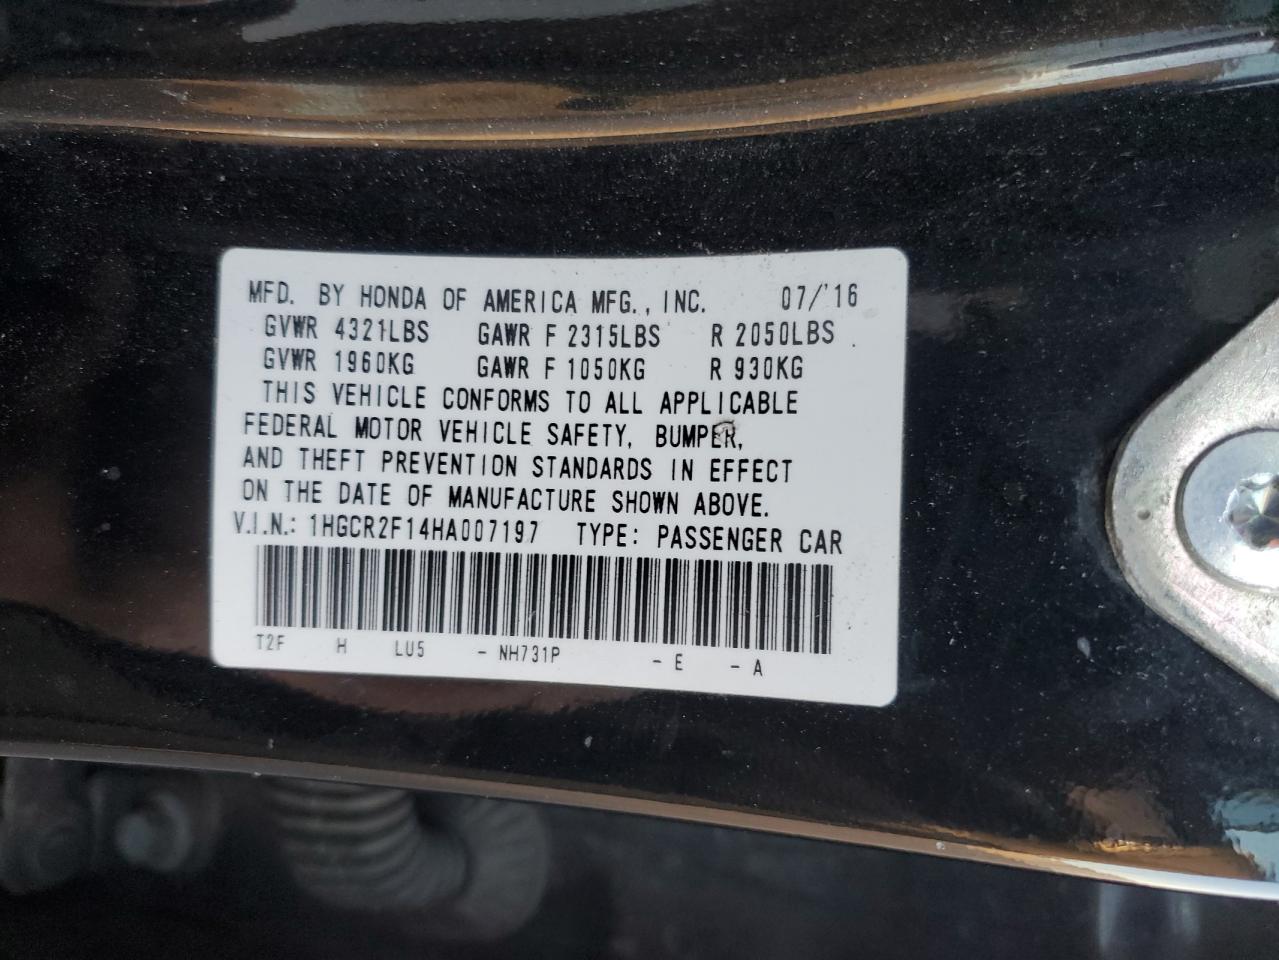 MFD. BY HONDA OF AMERICA MFG., INC. 07/'16
GVWR 4321LBS GAWR F 2315LBS R 2050LBS
GVWR 1960KG GAWR F 1050KG R 930KG
THIS VEHICLE CONFORMS TO ALL APPLICABLE
FEDERAL MOTOR VEHICLE SAFETY, BUMPER,
AND THEFT PREVENTION STANDARDS IN EFFECT
ON THE DATE OF MANUFACTURE SHOWN ABOVE.
V.I.N.: 1HGCR2F14HA007197 TYPE: PASSENGER CAR
T2F H LU5 - NH731P - E - A